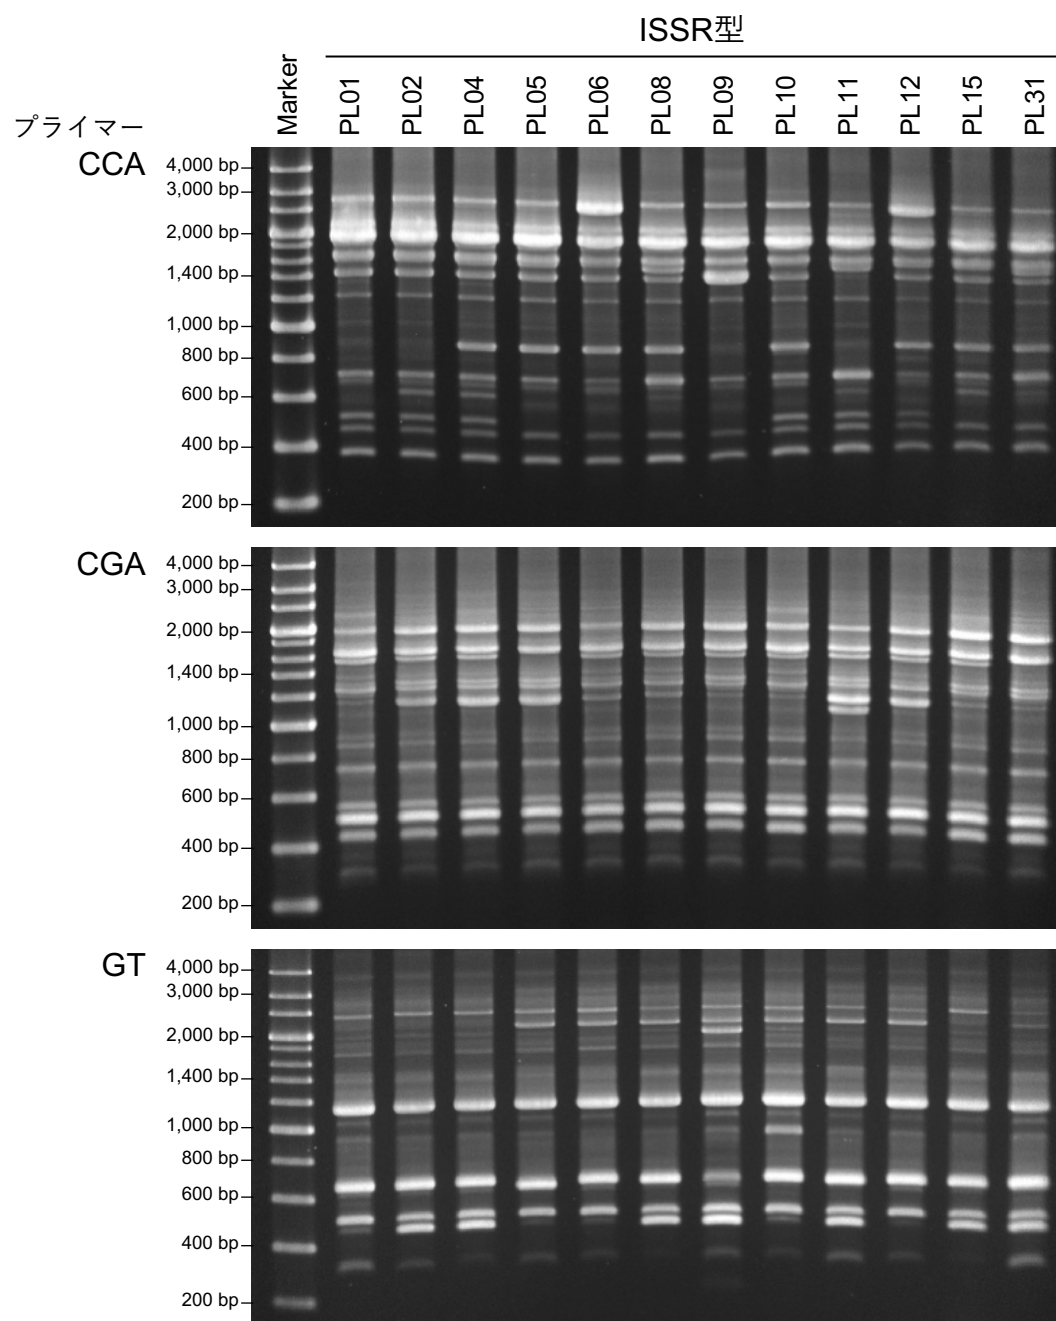 ISSR型
プライマー
Marker
PL01
PL02
PL04
PL05
PL06
PL08
PL09
PL10
PL11
PL12
PL15
PL31
CCA
4,000 bp
3,000 bp
2,000 bp
1,400 bp
1,000 bp
800 bp
600 bp
400 bp
200 bp
CGA
4,000 bp
3,000 bp
2,000 bp
1,400 bp
1,000 bp
800 bp
600 bp
400 bp
200 bp
GT
4,000 bp
3,000 bp
2,000 bp
1,400 bp
1,000 bp
800 bp
600 bp
400 bp
200 bp